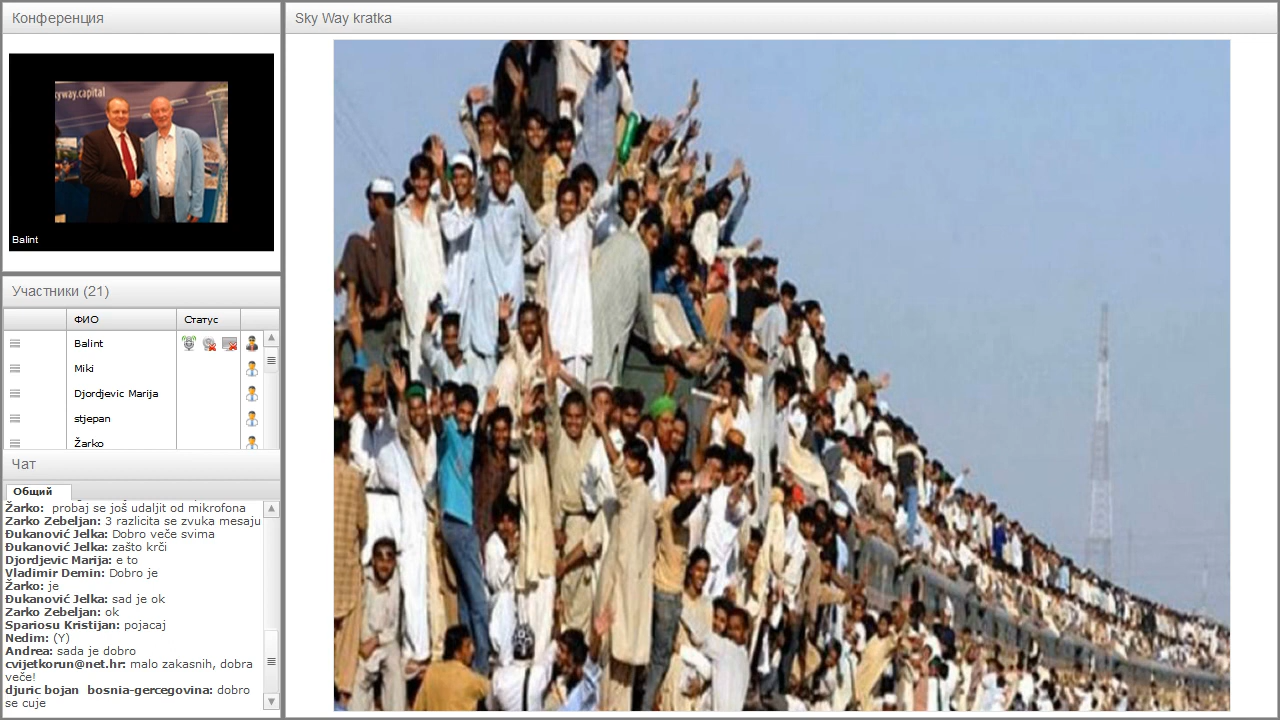 Конференция
Sky Way kratka
kyway.capital
Balint
Участники (21)
ФИО Статус
Balint
Miki
Djordjevic Marija
stjepan
Žarko
Чат
Общий
Žarko: probaj se još udaljit od mikrofona
Zarko Zebeljan: 3 razlicita se zvuka mesaju
Đukanović Jelka: Dobro veče svima
Đukanović Jelka: zašto krči
Djordjevic Marija: e to
Vladimir Demin: Dobro je
Žarko: je
Đukanović Jelka: sad je ok
Zarko Zebeljan: ok
Spariosu Kristijan: pojacaj
Nedim: (Y)
Andrea: sada je dobro
cvijetkorun@net.hr: malo zakasnih, dobra
veče!
djuric bojan bosnia-gercegovina: dobro
se cuje